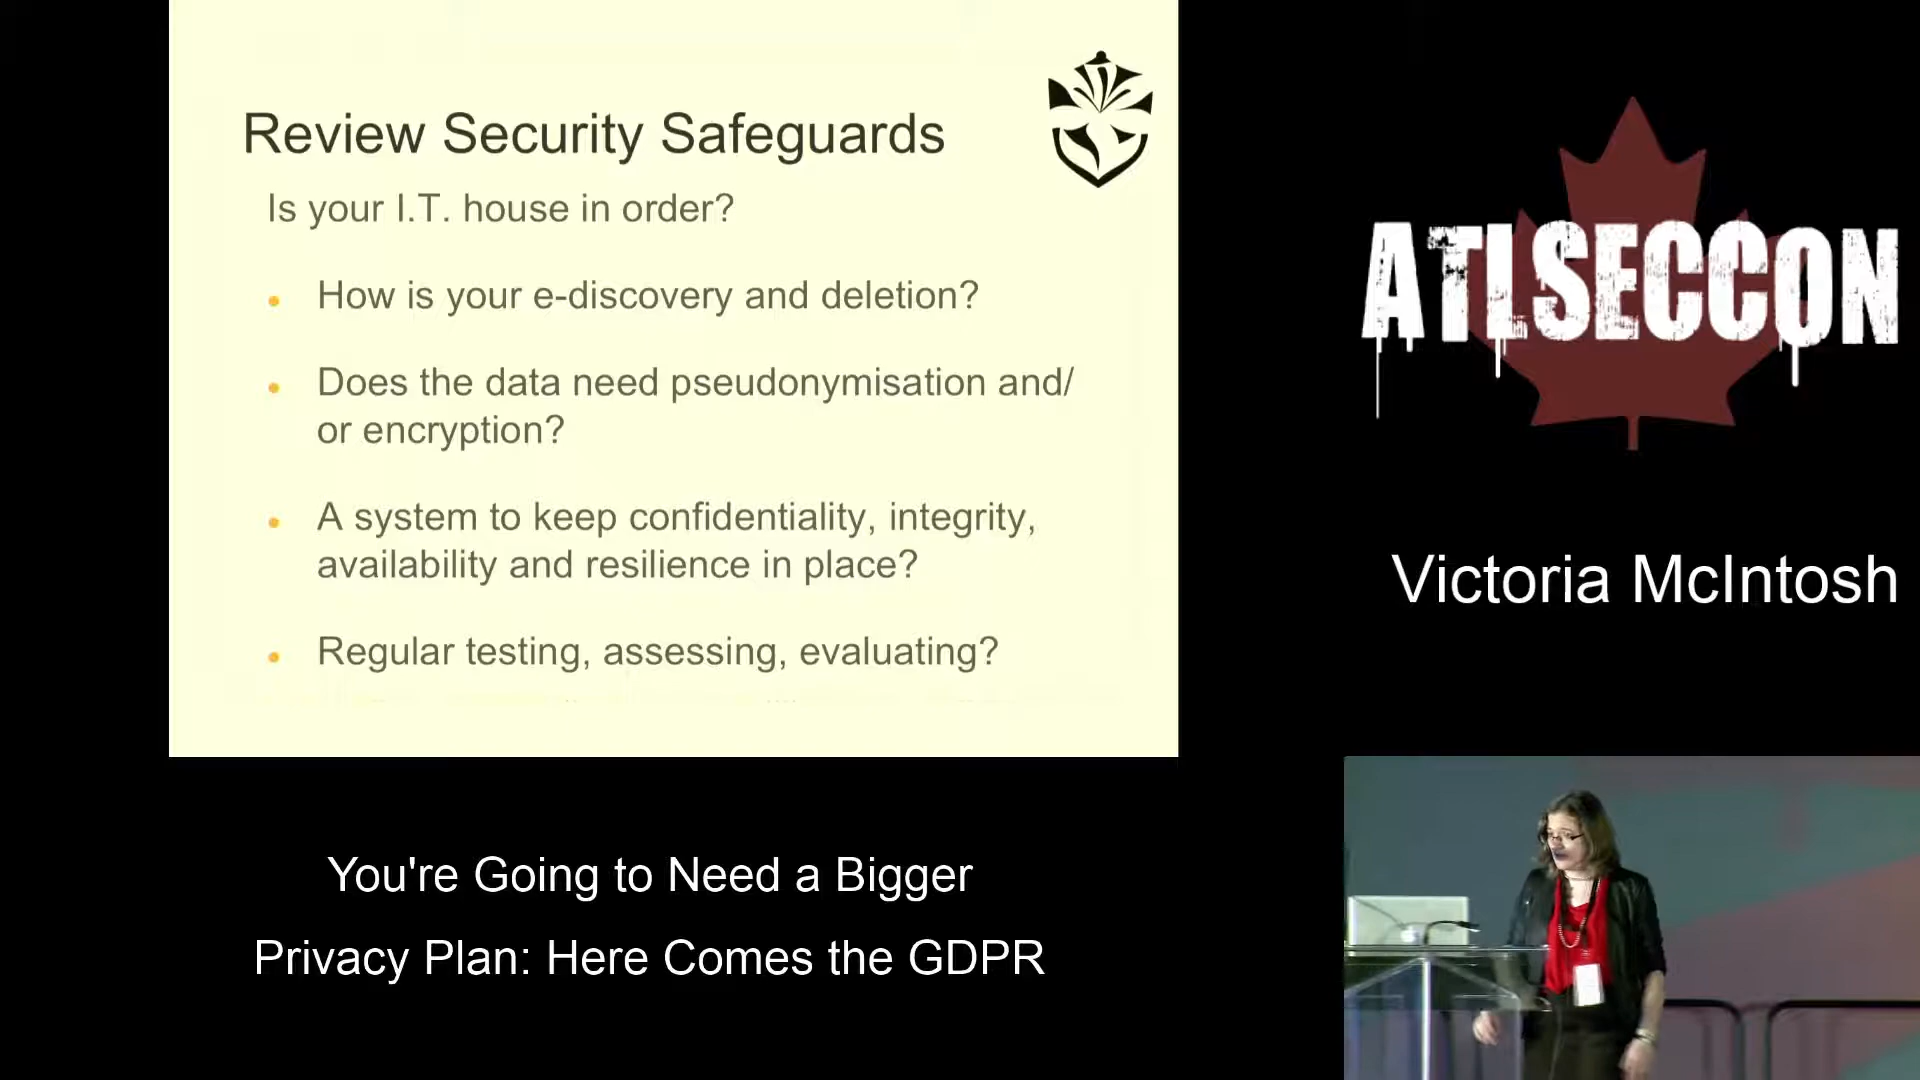 Review Security Safeguards
Is your I.T. house in order?
How is your e-discovery and deletion?
Does the data need pseudonymisation and/
or encryption?
A system to keep confidentiality, integrity,
availability and resilience in place?
Regular testing, assessing, evaluating?
ATLSECCON
Victoria McIntosh
You're Going to Need a Bigger
Privacy Plan: Here Comes the GDPR